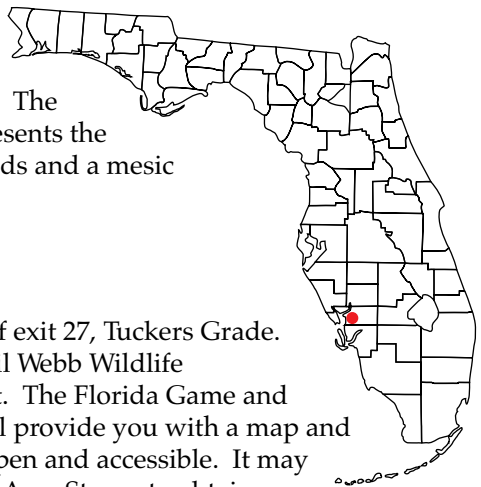 The
esents the
ds and a mesic
f exit 27, Tuckers Grade.
il Webb Wildlife
t. The Florida Game and
l provide you with a map and
pen and accessible. It may